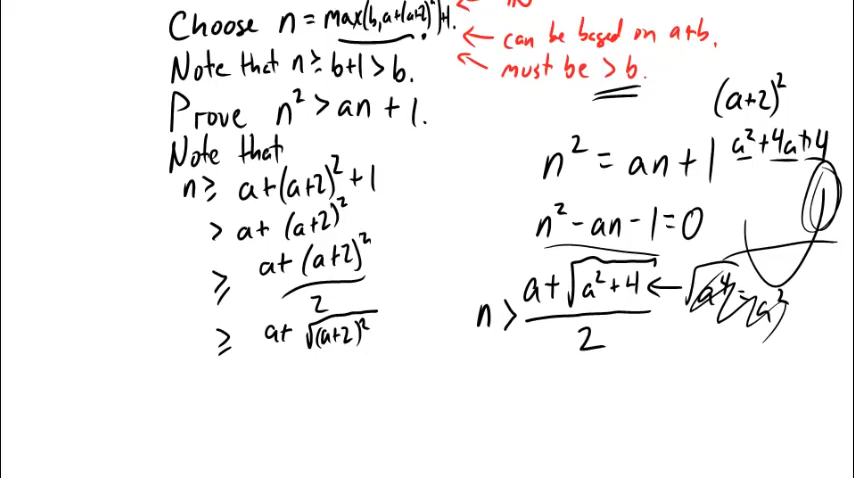 Choose n = max(b, a+(a+2)²)+1.
Note that n ≥ b+1 > b.
Prove n² > an + 1.
Note that
n ≥ a+(a+2)²+1
> a+ (a+2)²
≥ a+ (a+2)² / 2
≥ a+ √(a+2)²
← IN
← can be based on a+b.
← must be > b.
(a+2)²
a²+4a+4
n² = an + 1
n² - an - 1 = 0
n > a+√a²+4 / 2 ←